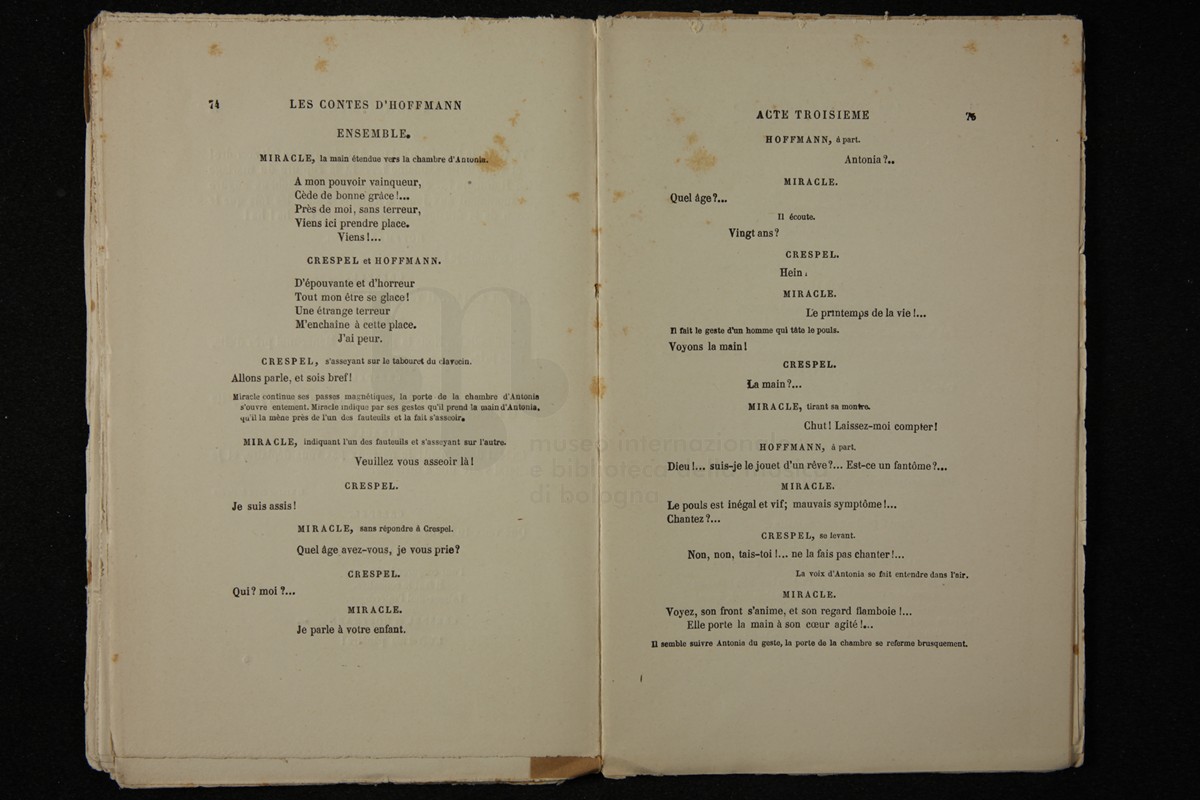 74
LES CONTES D'HOFFMANN
ENSEMBLE.
MIRACLE, la main étendue vers la chambre d'Antonia.
A mon pouvoir vainqueur,
Cède de bonne grâce!...
Près de moi, sans terreur,
Viens ici prendre place.
Viens!...
CRESPEL et HOFFMANN.
D'épouvante et d'horreur
Tout mon être se glace!
Une étrange terreur
M'enchaine à cette place.
J'ai peur.
CRESPEL, s'asseyant sur le tabouret du clavecin.
Allons parle, et sois bref!
Miracle continue ses passes magnétiques, la porte de la chambre d'Antonia
s'ouvre entement. Miracle indique par ses gestes qu'il prend la main d'Antonia,
qu'il la mène près de l'un des fauteuils et la fait s'asseoir.
MIRACLE, indiquant l'un des fauteuils et s'asseyant sur l'autre.
Veuillez vous asseoir là!
CRESPEL.
Je suis assis!
MIRACLE, sans répondre á Crespel.
Quel âge avez-vous, je vous prie?
CRESPEL.
Qui? moi?...
MIRACLE.
Je parle à votre enfant.
ACTE TROISIEME
75
HOFFMANN, á part.
Antonia?..
MIRACLE.
Quel âge?...
Il écoute.
Vingt ans?
CRESPEL.
Hein.
MIRACLE.
Le printemps de la vie!...
Il fait le geste d'un homme qui tâte le pouls.
Voyons la main!
CRESPEL.
La main?...
MIRACLE, tirant sa montre.
Chut! Laissez-moi compter!
HOFFMANN, á part.
Dieu!... suis-je le jouet d'un rêve?... Est-ce un fantôme?...
MIRACLE.
Le pouls est inégal et vif; mauvais symptôme!...
Chantez?...
CRESPEL, se levant.
Non, non, tais-toi!... ne la fais pas chanter!...
La voix d'Antonia se fait entendre dans l'air.
MIRACLE.
Voyez, son front s'anime, et son regard flamboie!...
Elle porte la main à son cœur agité!...
Il semble suivre Antonia du geste, la porte de la chambre se referme brusquement.
museo internazionale
e biblioteca della musica
di bologna